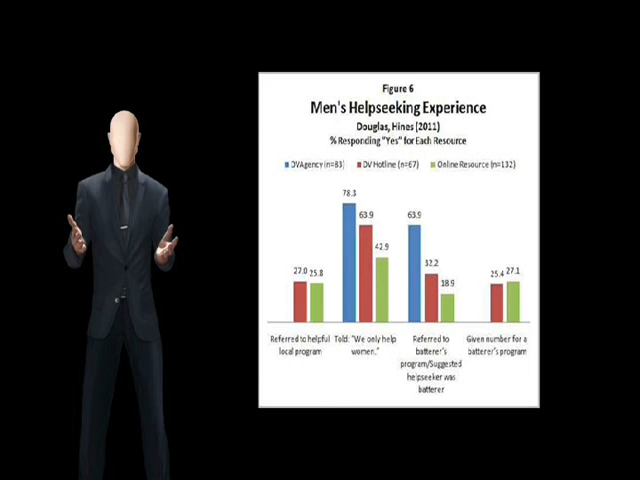 Figure 6
Men's Helpseeking Experience
Douglas, Hines (2011)
% Responding "Yes" for Each Resource
DV Agency (n=83) DV Hotline (n=67) Online Resource (n=132)
78.3
63.9 63.9
42.9
32.2
27.0 25.8 25.4 27.1
18.9
Referred to helpful Told: "We only help Referred to Given number for a
local program women." batterer's batterer's program
program/Suggested
helpseeker was
batterer